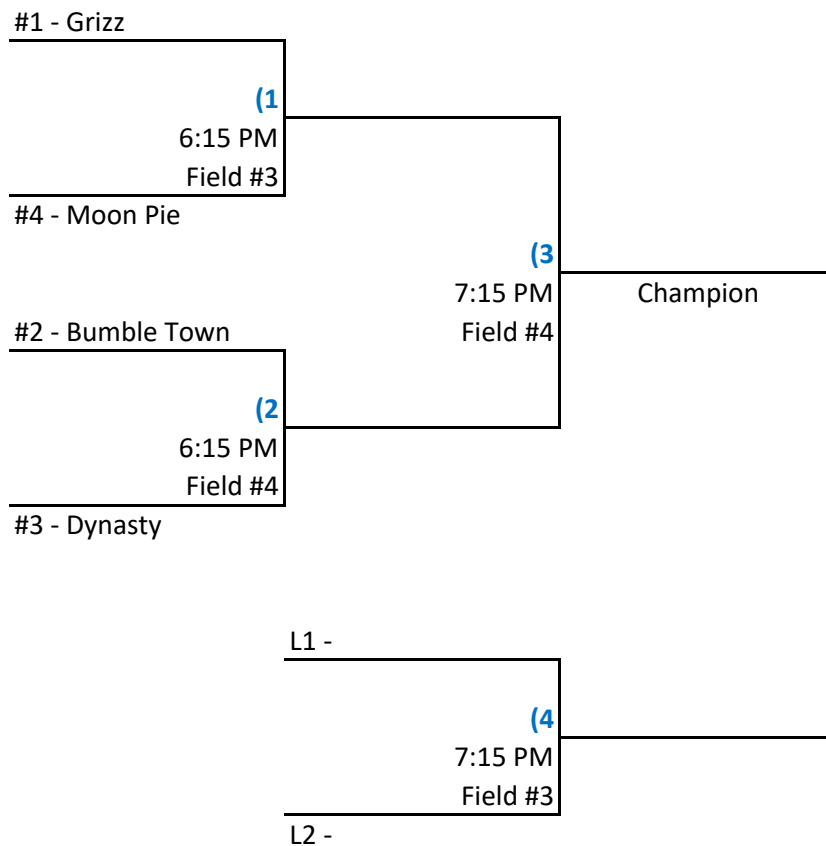 #1 - Grizz
(1
6:15 PM
Field #3
#4 - Moon Pie
(3
7:15 PM
Champion
Field #4
#2 - Bumble Town
(2
6:15 PM
Field #4
#3 - Dynasty
L1 -
(4
7:15 PM
Field #3
L2 -